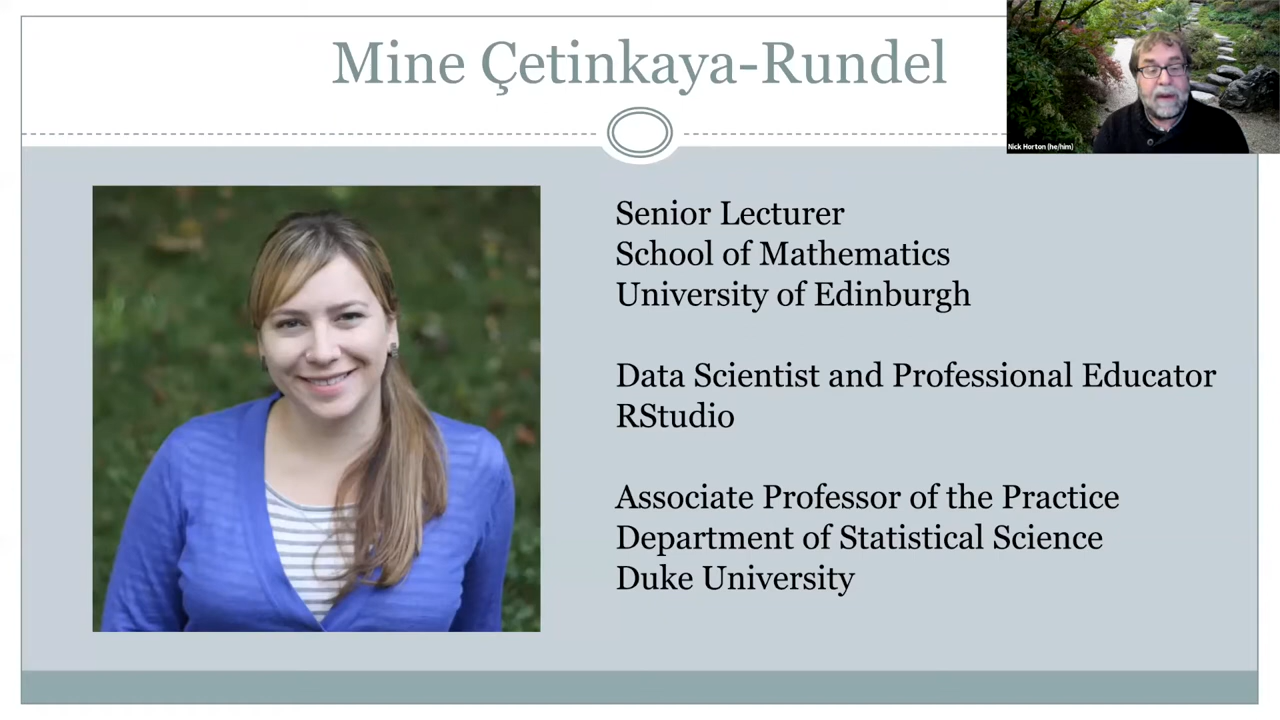 Mine Çetinkaya-Rundel
Nick Horton (he/him)
Senior Lecturer
School of Mathematics
University of Edinburgh
Data Scientist and Professional Educator
RStudio
Associate Professor of the Practice
Department of Statistical Science
Duke University